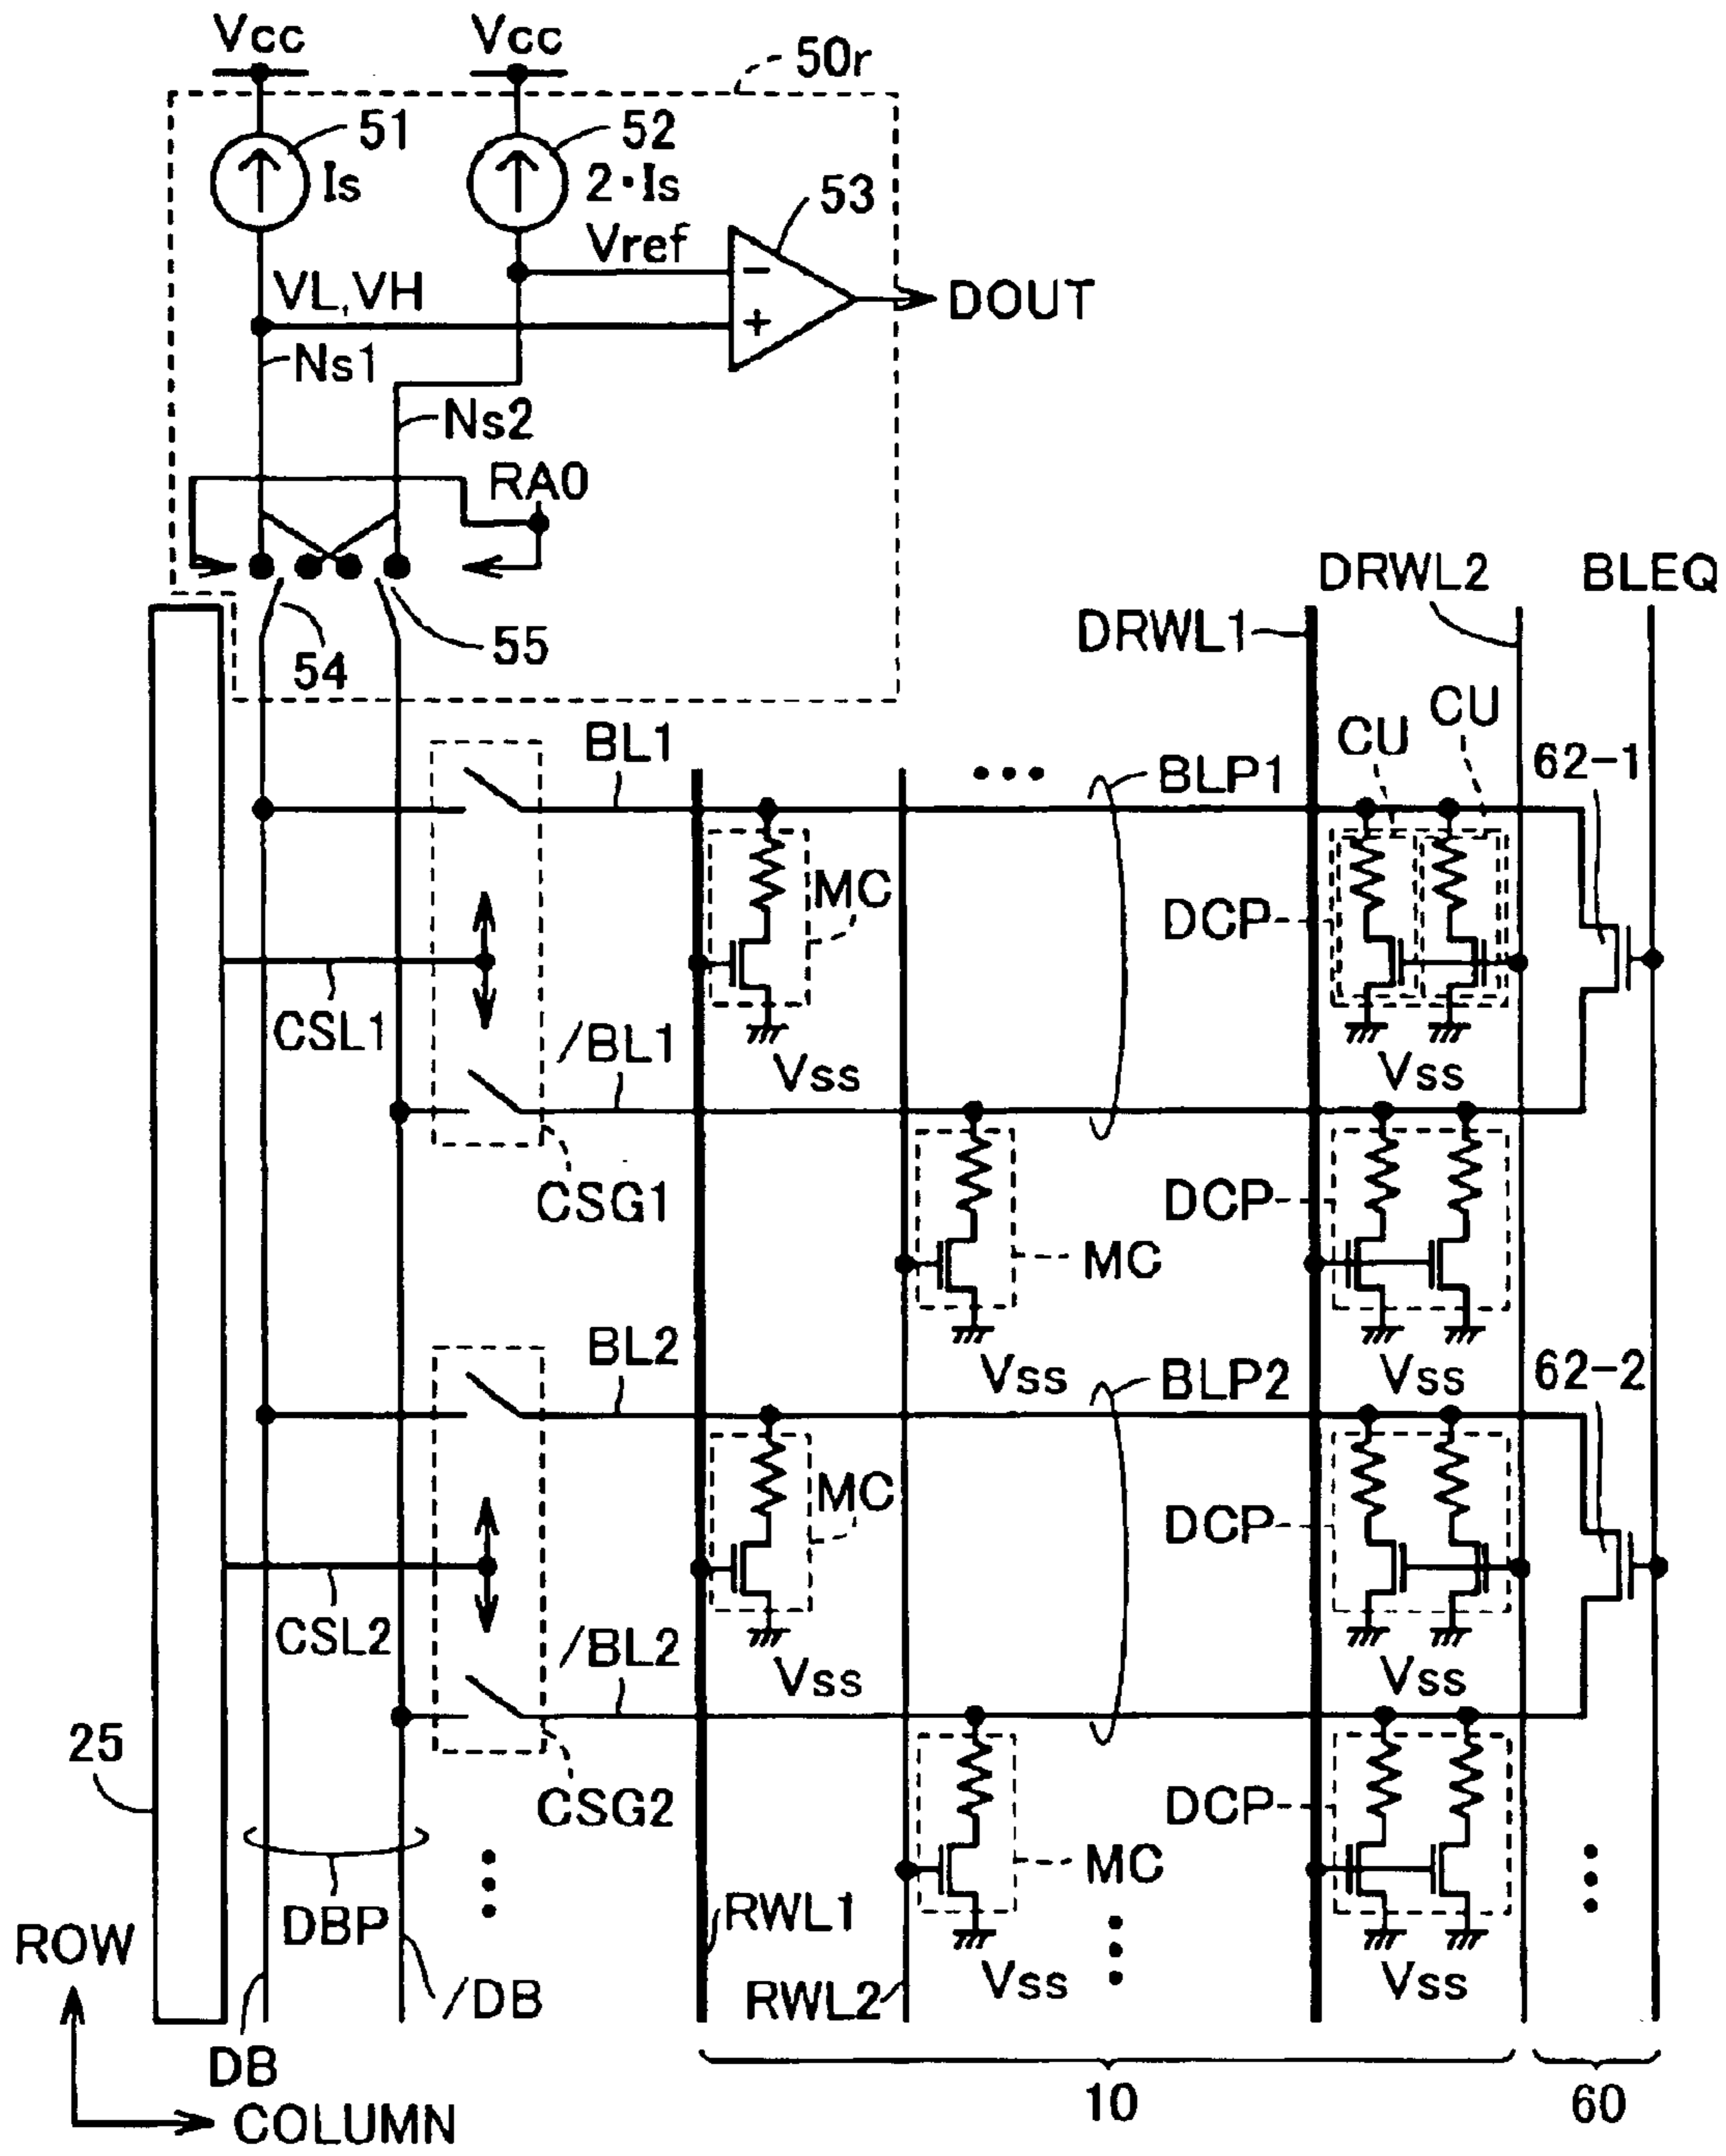 Vcc
Vcc
50r
51
52
Is
2·Is
53
Vref
VL,VH
DOUT
Ns1
Ns2
RA0
DRWL2
BLEQ
DRWL1
54
55
CU
CU
BL1
BLP1
62-1
MC
DCP
CSL1
/BL1
Vss
Vss
CSG1
DCP
MC
BL2
Vss
BLP2
Vss
62-2
MC
DCP
CSL2
/BL2
Vss
Vss
25
CSG2
DCP
MC
DBP
RWL1
ROW
Vss
Vss
/DB
RWL2
DB
COLUMN
10
60